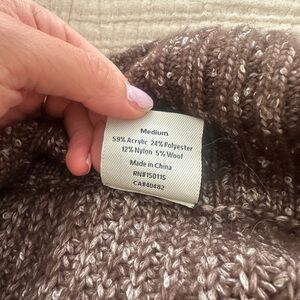 Medium
59% Acrylic 24% Polyester
12% Nylon 5% Wool
Made in China
RN#150115
CA#40482